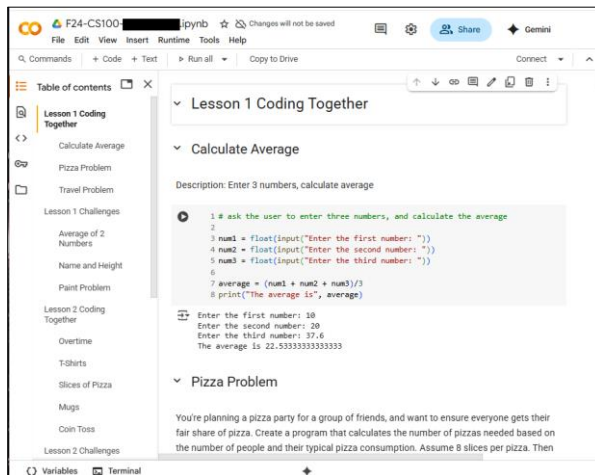 CO F24-CS100- .ipynb Changes will not be saved
File Edit View Insert Runtime Tools Help
Share Gemini
Commands + Code + Text Run all Copy to Drive Connect
Table of contents
Lesson 1 Coding
Together
Calculate Average
Pizza Problem
Travel Problem
Lesson 1 Challenges
Average of 2
Numbers
Name and Height
Paint Problem
Lesson 2 Coding
Together
Overtime
T-Shirts
Slices of Pizza
Mugs
Coin Toss
Lesson 2 Challenges
Lesson 1 Coding Together
Calculate Average
Description: Enter 3 numbers, calculate average
1 # ask the user to enter three numbers, and calculate the average
2
3 num1 = float(input("Enter the first number: "))
4 num2 = float(input("Enter the second number: "))
5 num3 = float(input("Enter the third number: "))
6
7 average = (num1 + num2 + num3)/3
8 print("The average is", average)
Enter the first number: 10
Enter the second number: 20
Enter the third number: 37.6
The average is 22.53333333333333
Pizza Problem
You're planning a pizza party for a group of friends, and want to ensure everyone gets their
fair share of pizza. Create a program that calculates the number of pizzas needed based on
the number of people and their typical pizza consumption. Assume 8 slices per pizza. Then
Variables Terminal